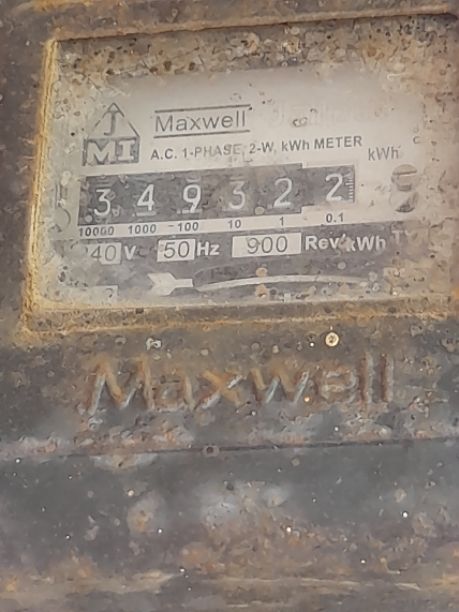 J
MI
Maxwell
A.C. 1-PHASE, 2-W, kWh METER
kWh
3 4 9 3 2 2
10000 1000 100 10 1 0.1
240 V 50 Hz 900 Rev/kWh
Maxwell